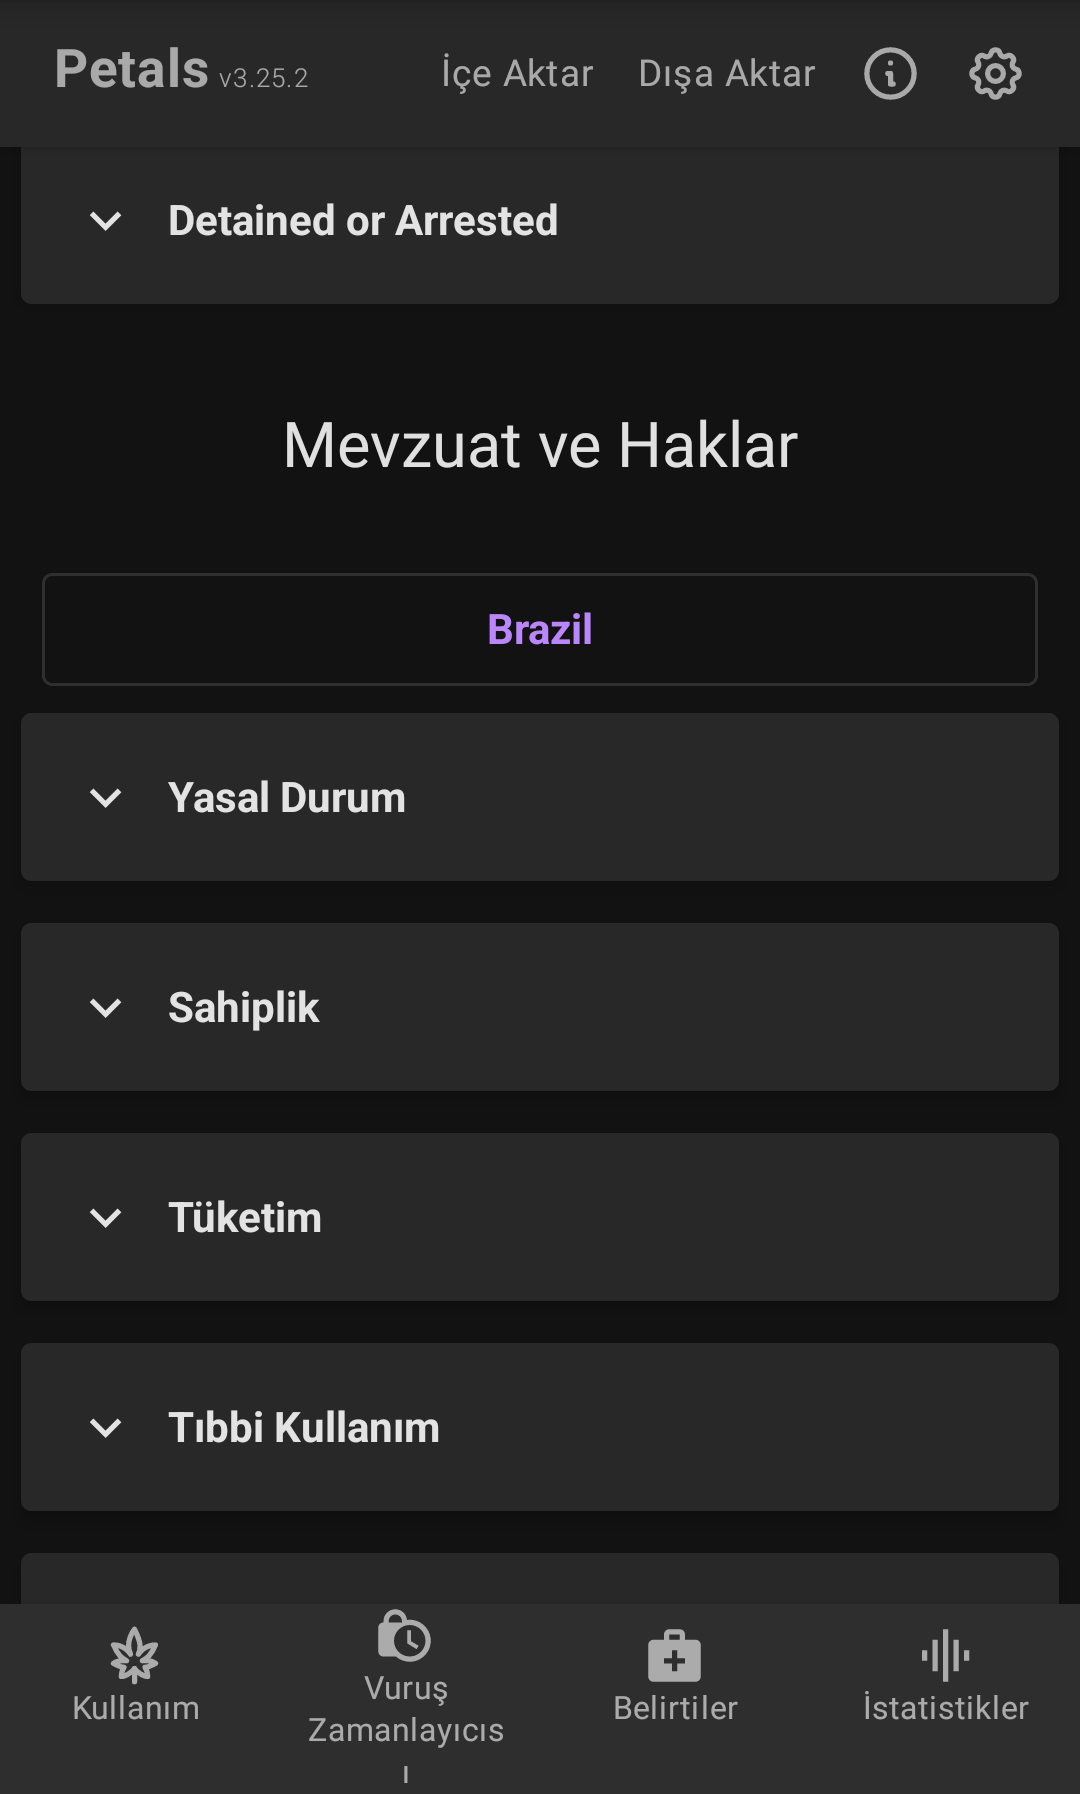 Petals v3.25.2 İçe Aktar Dışa Aktar
Detained or Arrested
Mevzuat ve Haklar
Brazil
Yasal Durum
Sahiplik
Tüketim
Tıbbi Kullanım
Kullanım
Vuruş
Zamanlayıcıs
ı
Belirtiler
İstatistikler